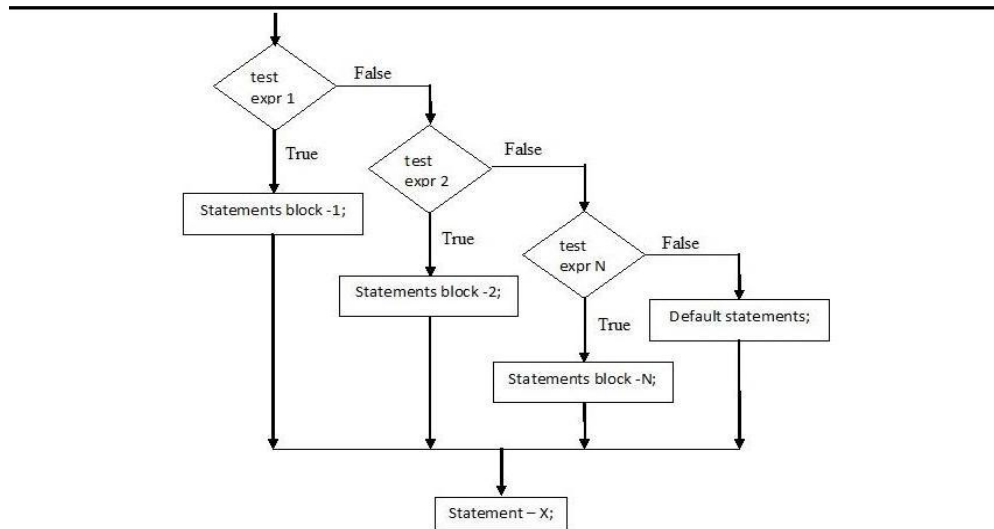 test
expr 1
False
True
test
expr 2
False
Statements block -1;
True
test
expr N
False
Statements block -2;
True
Default statements;
Statements block -N;
Statement – X;